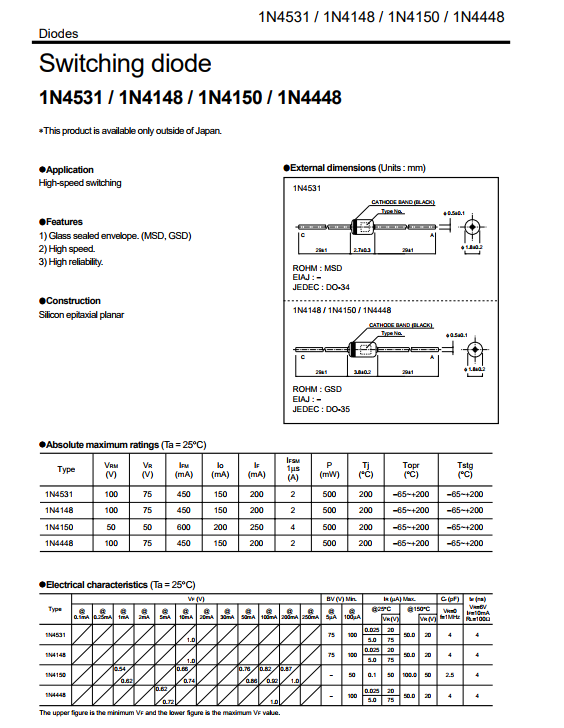 1N4531 / 1N4148 / 1N4150 / 1N4448
Diodes
Switching diode
1N4531 / 1N4148 / 1N4150 / 1N4448
*This product is available only outside of Japan.
●Application
High-speed switching
●Features
1) Glass sealed envelope. (MSD, GSD)
2) High speed.
3) High reliability.
●Construction
Silicon epitaxial planar
●External dimensions (Units : mm)
1N4531
CATHODE BAND (BLACK)
Type No.
φ 0.5±0.1
C A
29±1 2.7±0.3 29±1
φ 1.8±0.2
ROHM : MSD
EIAJ : −
JEDEC : DO-34
1N4148 / 1N4150 / 1N4448
CATHODE BAND (BLACK)
Type No.
φ 0.5±0.1
C A
29±1 3.8±0.2 29±1
φ 1.8±0.2
ROHM : GSD
EIAJ : −
JEDEC : DO-35
●Absolute maximum ratings (Ta = 25°C)
Type VRM (V) VR (V) IFM (mA) IO (mA) IF (mA) IFSM 1μs (A) P (mW) Tj (°C) Topr (°C) Tstg (°C)
1N4531 100 75 450 150 200 2 500 200 −65~+200 −65~+200
1N4148 100 75 450 150 200 2 500 200 −65~+200 −65~+200
1N4150 50 50 600 200 250 4 500 200 −65~+200 −65~+200
1N4448 100 75 450 150 200 2 500 200 −65~+200 −65~+200
●Electrical characteristics (Ta = 25°C)
Type VF (V) BV (V) Min. IR (μA) Max. Cr (pF) trr (ns)
@ 0.1mA @ 0.25mA @ 1mA @ 2mA @ 5mA @ 10mA @ 20mA @ 30mA @ 50mA @ 100mA @ 200mA @ 250mA @ 5μA @ 100μA @25°C VR (V) @150°C VR (V) VR=0 f=1MHz VR=6V IF=10mA RL=100Ω
1N4531 1.0 75 100 0.025 20 5.0 75 50.0 20 4 4
1N4148 1.0 75 100 0.025 20 5.0 75 50.0 20 4 4
1N4150 0.54 0.62 0.66 0.74 0.76 0.86 0.82 0.92 0.87 1.0 − 50 0.1 50 100.0 50 2.5 4
1N4448 0.62 0.72 1.0 − 100 0.025 20 5.0 75 50.0 20 4 4
The upper figure is the minimum VF and the lower figure is the maximum VF value.